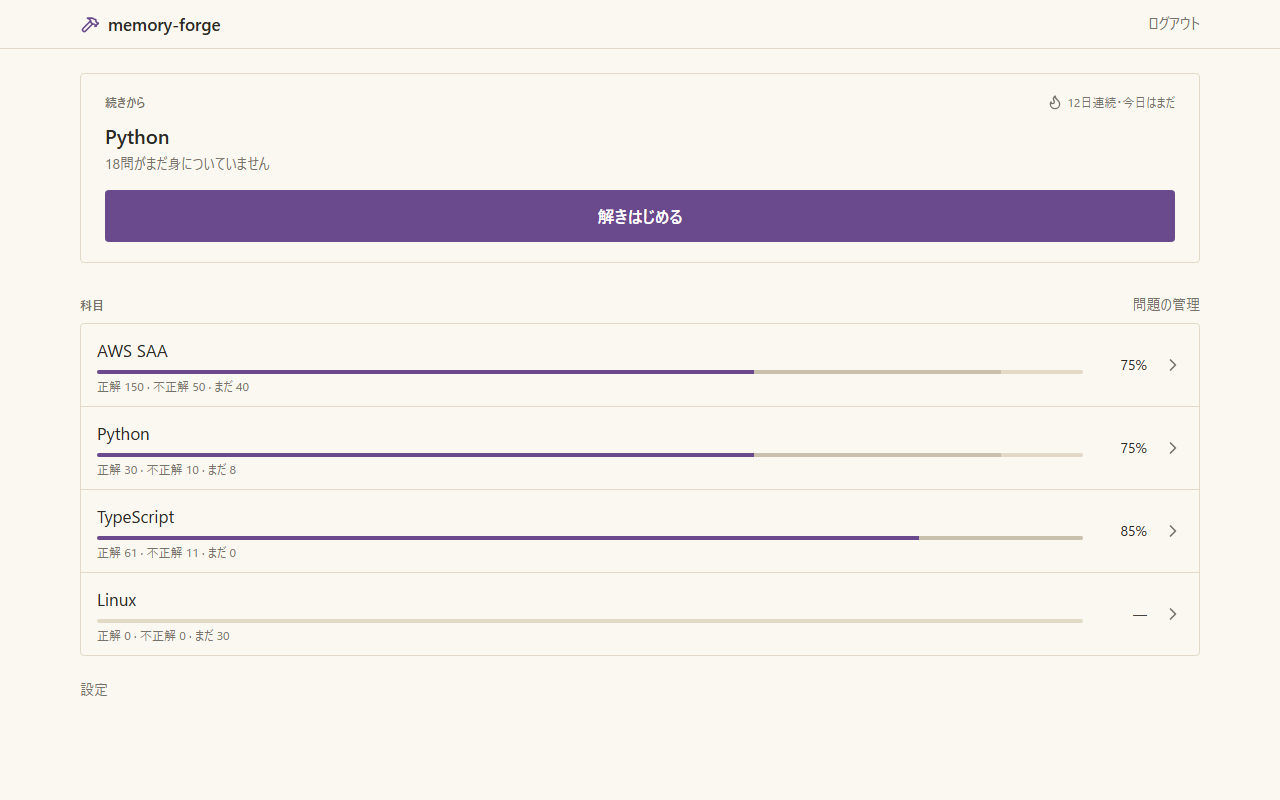 memory-forge
ログアウト
続きから
12日連続・今日はまだ
Python
18問がまだ身についていません
解きはじめる
科目
問題の管理
AWS SAA
75%
正解 150 · 不正解 50 · まだ 40
Python
75%
正解 30 · 不正解 10 · まだ 8
TypeScript
85%
正解 61 · 不正解 11 · まだ 0
Linux
—
正解 0 · 不正解 0 · まだ 30
設定